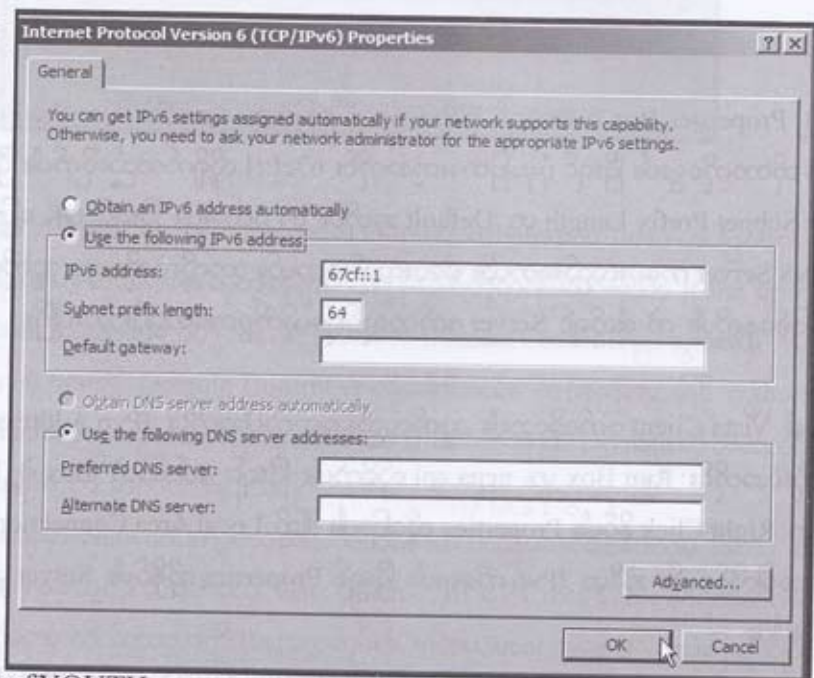 Internet Protocol Version 6 (TCP/IPv6) Properties
General
You can get IPv6 settings assigned automatically if your network supports this capability.
Otherwise, you need to ask your network administrator for the appropriate IPv6 settings.
Obtain an IPv6 address automatically
Use the following IPv6 address:
IPv6 address: 67cf::1
Subnet prefix length: 64
Default gateway:
Obtain DNS server address automatically
Use the following DNS server addresses:
Preferred DNS server:
Alternate DNS server:
Advanced...
OK Cancel